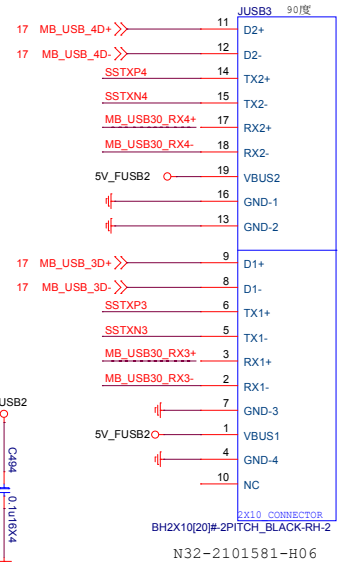 JUSB3 90度
17 MB_USB_4D+ 11 D2+
17 MB_USB_4D- 12 D2-
SSTXP4 14 TX2+
SSTXN4 15 TX2-
MB_USB30_RX4+ 17 RX2+
MB_USB30_RX4- 18 RX2-
5V_FUSB2 19 VBUS2
16 GND-1
13 GND-2
17 MB_USB_3D+ 9 D1+
17 MB_USB_3D- 8 D1-
SSTXP3 6 TX1+
SSTXN3 5 TX1-
MB_USB30_RX3+ 3 RX1+
MB_USB30_RX3- 2 RX1-
7 GND-3
USB2
5V_FUSB2 1 VBUS1
4 GND-4
10 NC
C494
0.1u16X4
2X10 CONNECTOR
BH2X10[20]#-2PITCH_BLACK-RH-2
N32-2101581-H06